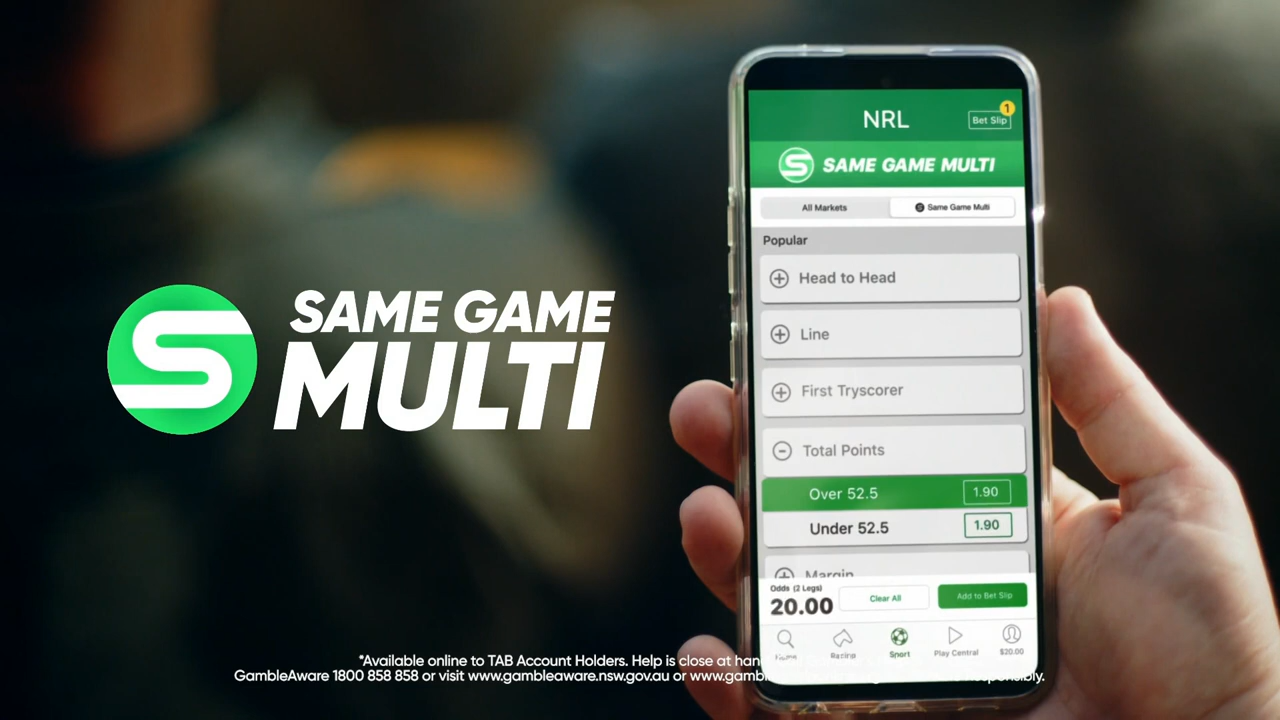 SAME GAME
MULTI
NRL
1
Bet Slip
S SAME GAME MULTI
All Markets
S Same Game Multi
Popular
Head to Head
Line
First Tryscorer
Total Points
Over 52.5 1.90
Under 52.5 1.90
Margin
Odds (2 Legs)
20.00
Clear All
Add to Bet Slip
Home
Racing
Sport
Play Central
$20.00
*Available online to TAB Account Holders. Help is close at
GambleAware 1800 858 858 or visit www.gambleaware.nsw.gov.au or